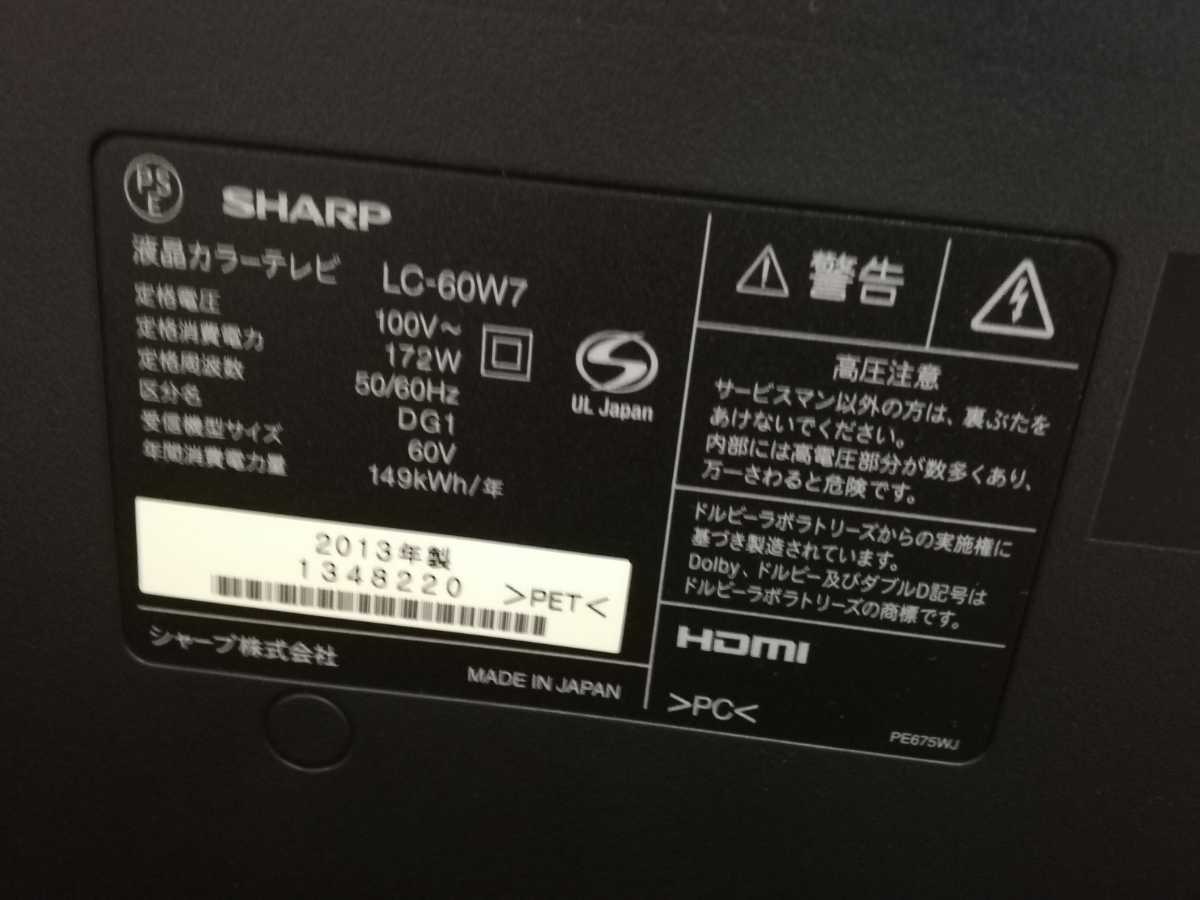 PSE
SHARP
液晶カラーテレビ LC-60W7
定格電圧 100V～
定格消費電力 172W
定格周波数 50/60Hz
区分名 DG1
受信機型サイズ 60V
年間消費電力量 149kWh/年
UL Japan
2013年製
1348220
>PET<
シャープ株式会社
MADE IN JAPAN
警告
高圧注意
サービスマン以外の方は、裏ぶたを
あけないでください。
内部には高電圧部分が数多くあり、
万一さわると危険です。
ドルビーラボラトリーズからの実施権に
基づき製造されています。
Dolby、ドルビー及びダブルD記号は
ドルビーラボラトリーズの商標です。
HDMI
>PC<
PE675WJ